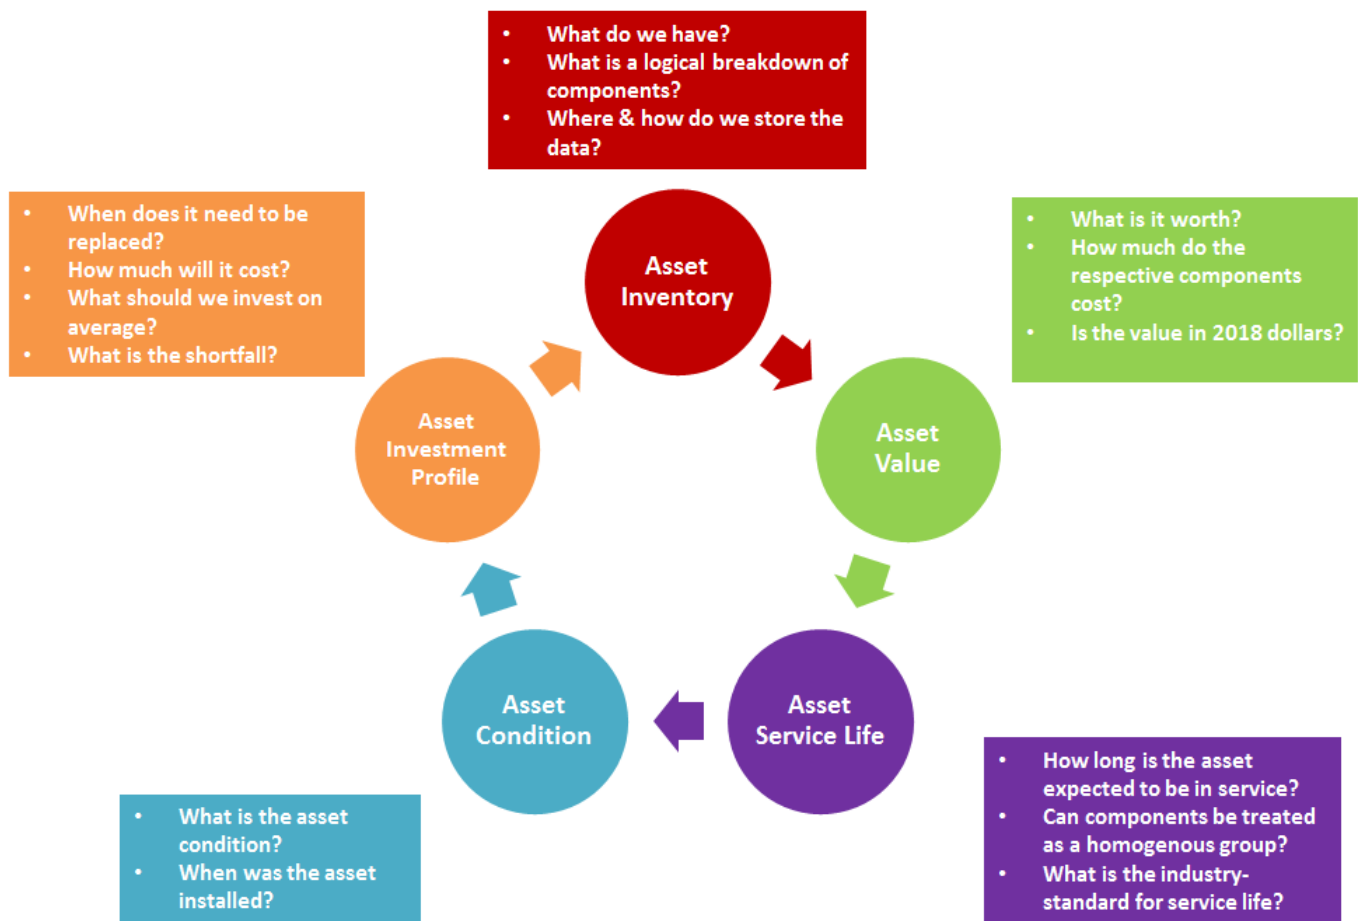 • What do we have?
• What is a logical breakdown of
components?
• Where & how do we store the
data?
Asset
Inventory
• What is it worth?
• How much do the
respective components
cost?
• Is the value in 2018 dollars?
Asset
Value
• How long is the asset
expected to be in service?
• Can components be treated
as a homogenous group?
• What is the industry-
standard for service life?
Asset
Service Life
• What is the asset
condition?
• When was the asset
installed?
Asset
Condition
• When does it need to be
replaced?
• How much will it cost?
• What should we invest on
average?
• What is the shortfall?
Asset
Investment
Profile